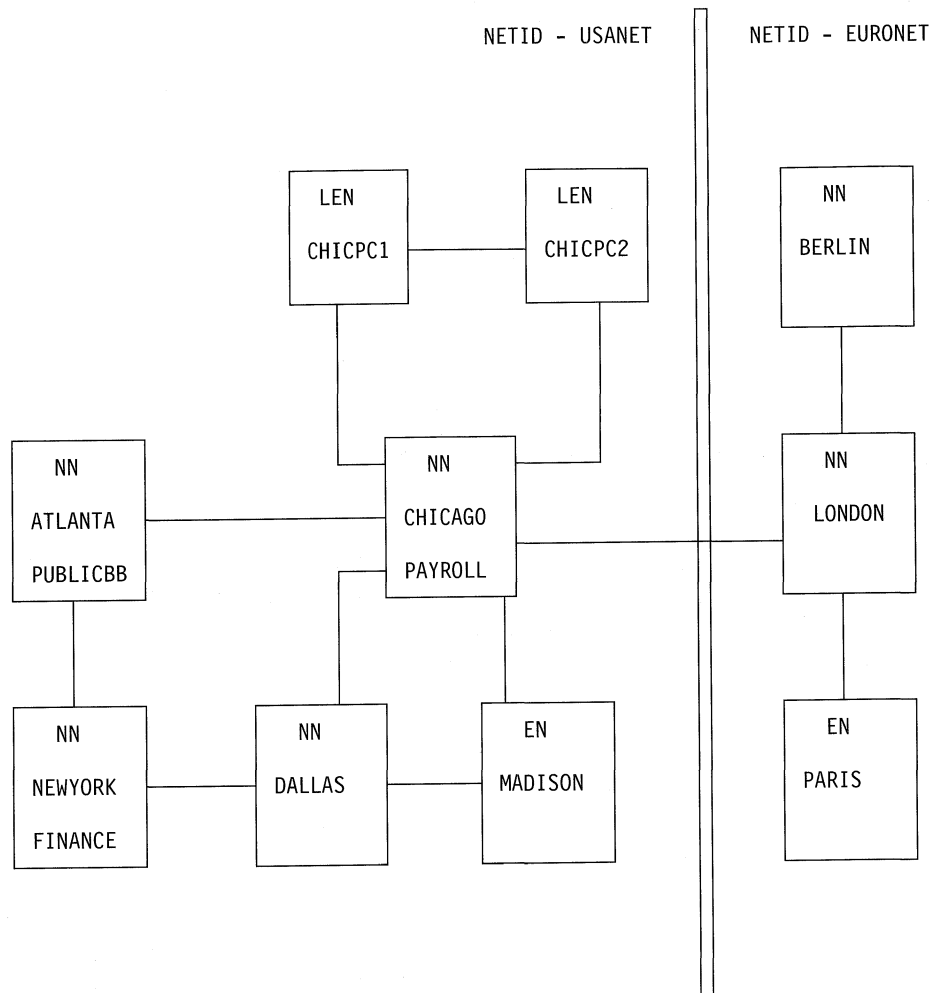 NETID - USANET
NETID - EURONET
LEN
CHICPC1
LEN
CHICPC2
NN
BERLIN
NN
ATLANTA
PUBLICBB
NN
CHICAGO
PAYROLL
NN
LONDON
NN
NEWYORK
FINANCE
NN
DALLAS
EN
MADISON
EN
PARIS